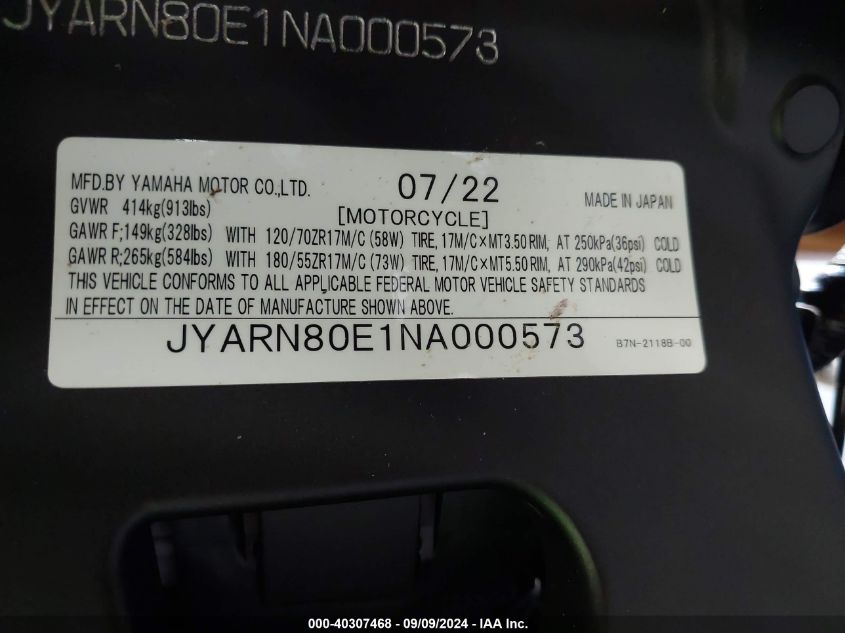 JYARN80E1NA000573
MFD.BY YAMAHA MOTOR CO.,LTD. 07/22 MADE IN JAPAN
GVWR 414kg(913lbs) [MOTORCYCLE]
GAWR F;149kg(328lbs) WITH 120/70ZR17M/C (58W) TIRE, 17M/C×MT3.50 RIM, AT 250kPa(36psi) COLD
GAWR R;265kg(584lbs) WITH 180/55ZR17M/C (73W) TIRE, 17M/C×MT5.50 RIM, AT 290kPa(42psi) COLD
THIS VEHICLE CONFORMS TO ALL APPLICABLE FEDERAL MOTOR VEHICLE SAFETY STANDARDS
IN EFFECT ON THE DATE OF MANUFACTURE SHOWN ABOVE.
JYARN80E1NA000573 B7N-2118B-00
000-40307468 - 09/09/2024 - IAA Inc.